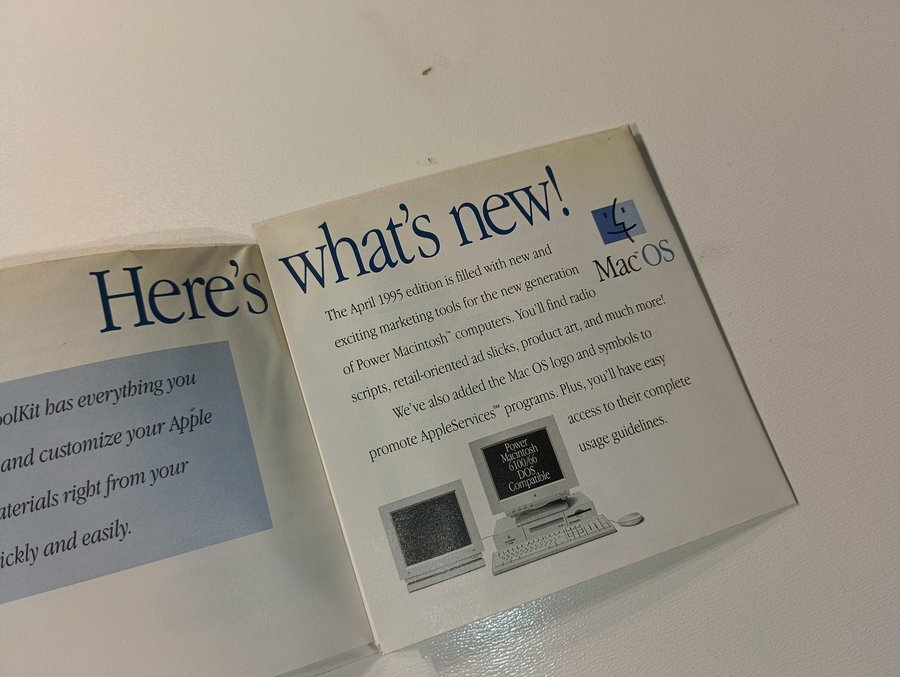 Here's what's new!
oolKit has everything you
and customize your Apple
aterials right from your
ickly and easily.
The April 1995 edition is filled with new and
exciting marketing tools for the new generation
of Power Macintosh™ computers. You'll find radio
scripts, retail-oriented ad slicks, product art, and much more!
We've also added the Mac OS logo and symbols to
promote AppleServices℠ programs. Plus, you'll have easy
access to their complete
usage guidelines.
Mac™ OS
Power
Macintosh
6100/66
DOS
Compatible